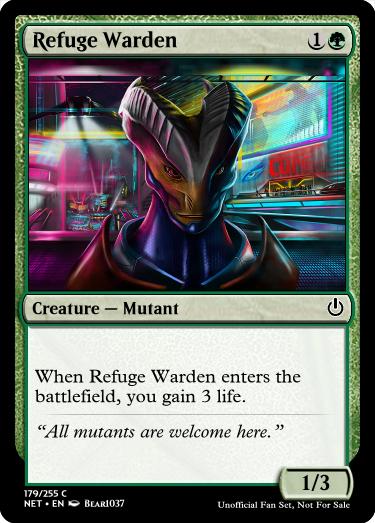 Refuge Warden 1
Creature — Mutant
When Refuge Warden enters the
battlefield, you gain 3 life.
“All mutants are welcome here.”
1/3
179/255 C
NET • EN Bear1037
Unofficial Fan Set, Not For Sale